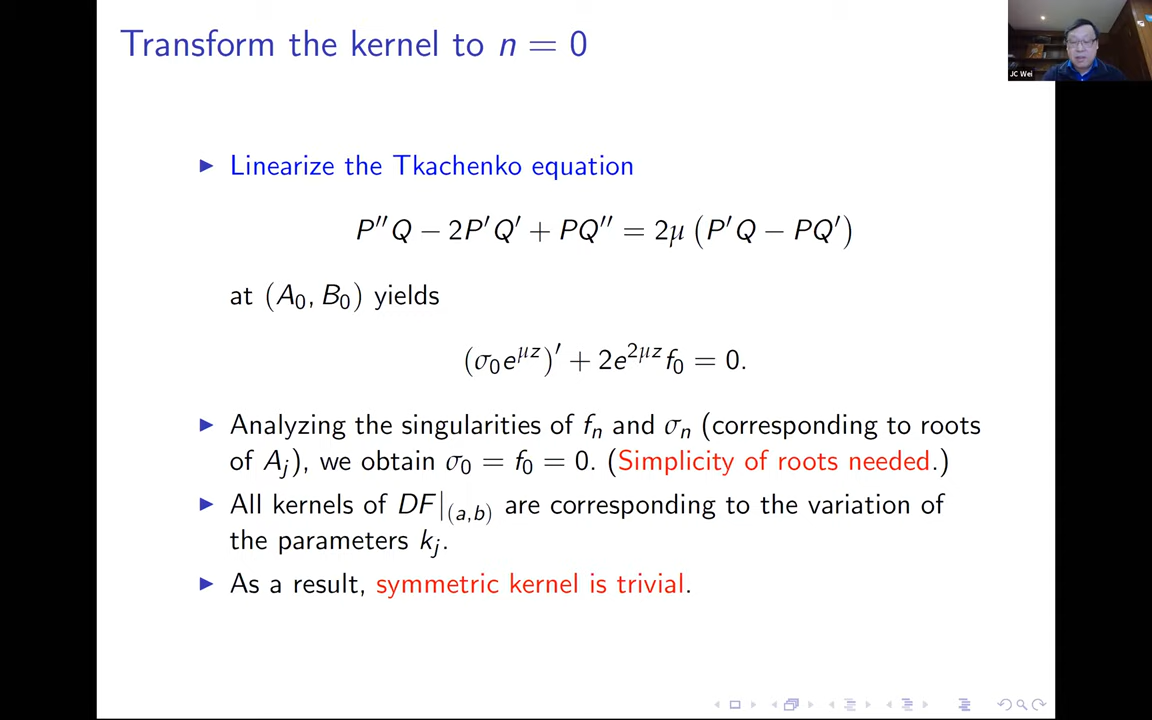 Transform the kernel to n = 0
JC Wei
▶ Linearize the Tkachenko equation
P″Q − 2P′Q′ + PQ″ = 2μ (P′Q − PQ′)
at (A₀, B₀) yields
(σ₀e^{μz})′ + 2e^{2μz}f₀ = 0.
▶ Analyzing the singularities of fₙ and σₙ (corresponding to roots
of Aⱼ), we obtain σ₀ = f₀ = 0. (Simplicity of roots needed.)
▶ All kernels of DF|_{(a,b)} are corresponding to the variation of
the parameters kⱼ.
▶ As a result, symmetric kernel is trivial.